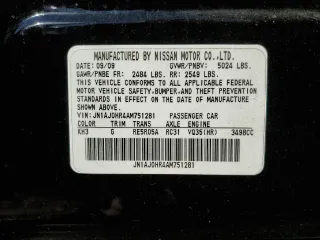 MANUFACTURED BY NISSAN MOTOR CO.,LTD.
DATE: 09/09 GVWR/PNBV: 5024 LBS.
GAWR/PNBE FR: 2484 LBS. RR: 2549 LBS.
THIS VEHICLE CONFORMS TO ALL APPLICABLE FEDERAL
MOTOR VEHICLE SAFETY,BUMPER,AND THEFT PREVENTION
STANDARDS IN EFFECT ON THE DATE OF MANUFACTURE
SHOWN ABOVE.
VIN: JN1AJ0HR4AM751281 PASSENGER CAR
COLOR TRIM TRANS AXLE ENGINE
KH3 G RE5R05A RC31 VQ35(HR) 3498CC
JN1AJ0HR4AM751281